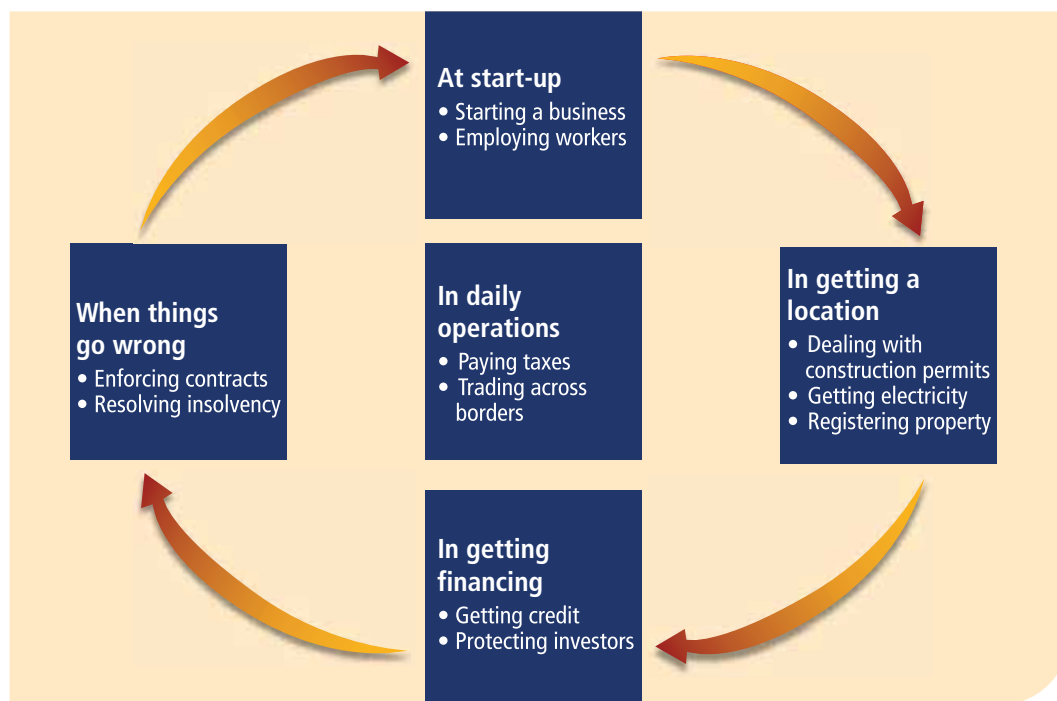 At start-up
• Starting a business
• Employing workers
When things
go wrong
• Enforcing contracts
• Resolving insolvency
In daily
operations
• Paying taxes
• Trading across
borders
In getting a
location
• Dealing with
construction permits
• Getting electricity
• Registering property
In getting
financing
• Getting credit
• Protecting investors